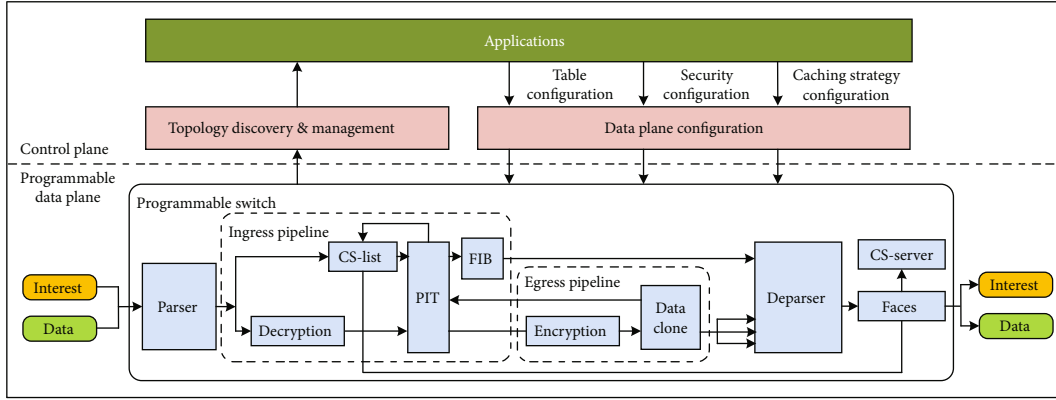 Applications
Table
configuration
Security
configuration
Caching strategy
configuration
Topology discovery & management
Data plane configuration
Control plane
Programmable
data plane
Programmable switch
Ingress pipeline
CS-list
FIB
CS-server
Egress pipeline
Interest
Parser
PIT
Data
clone
Deparser
Faces
Interest
Data
Decryption
Encryption
Data